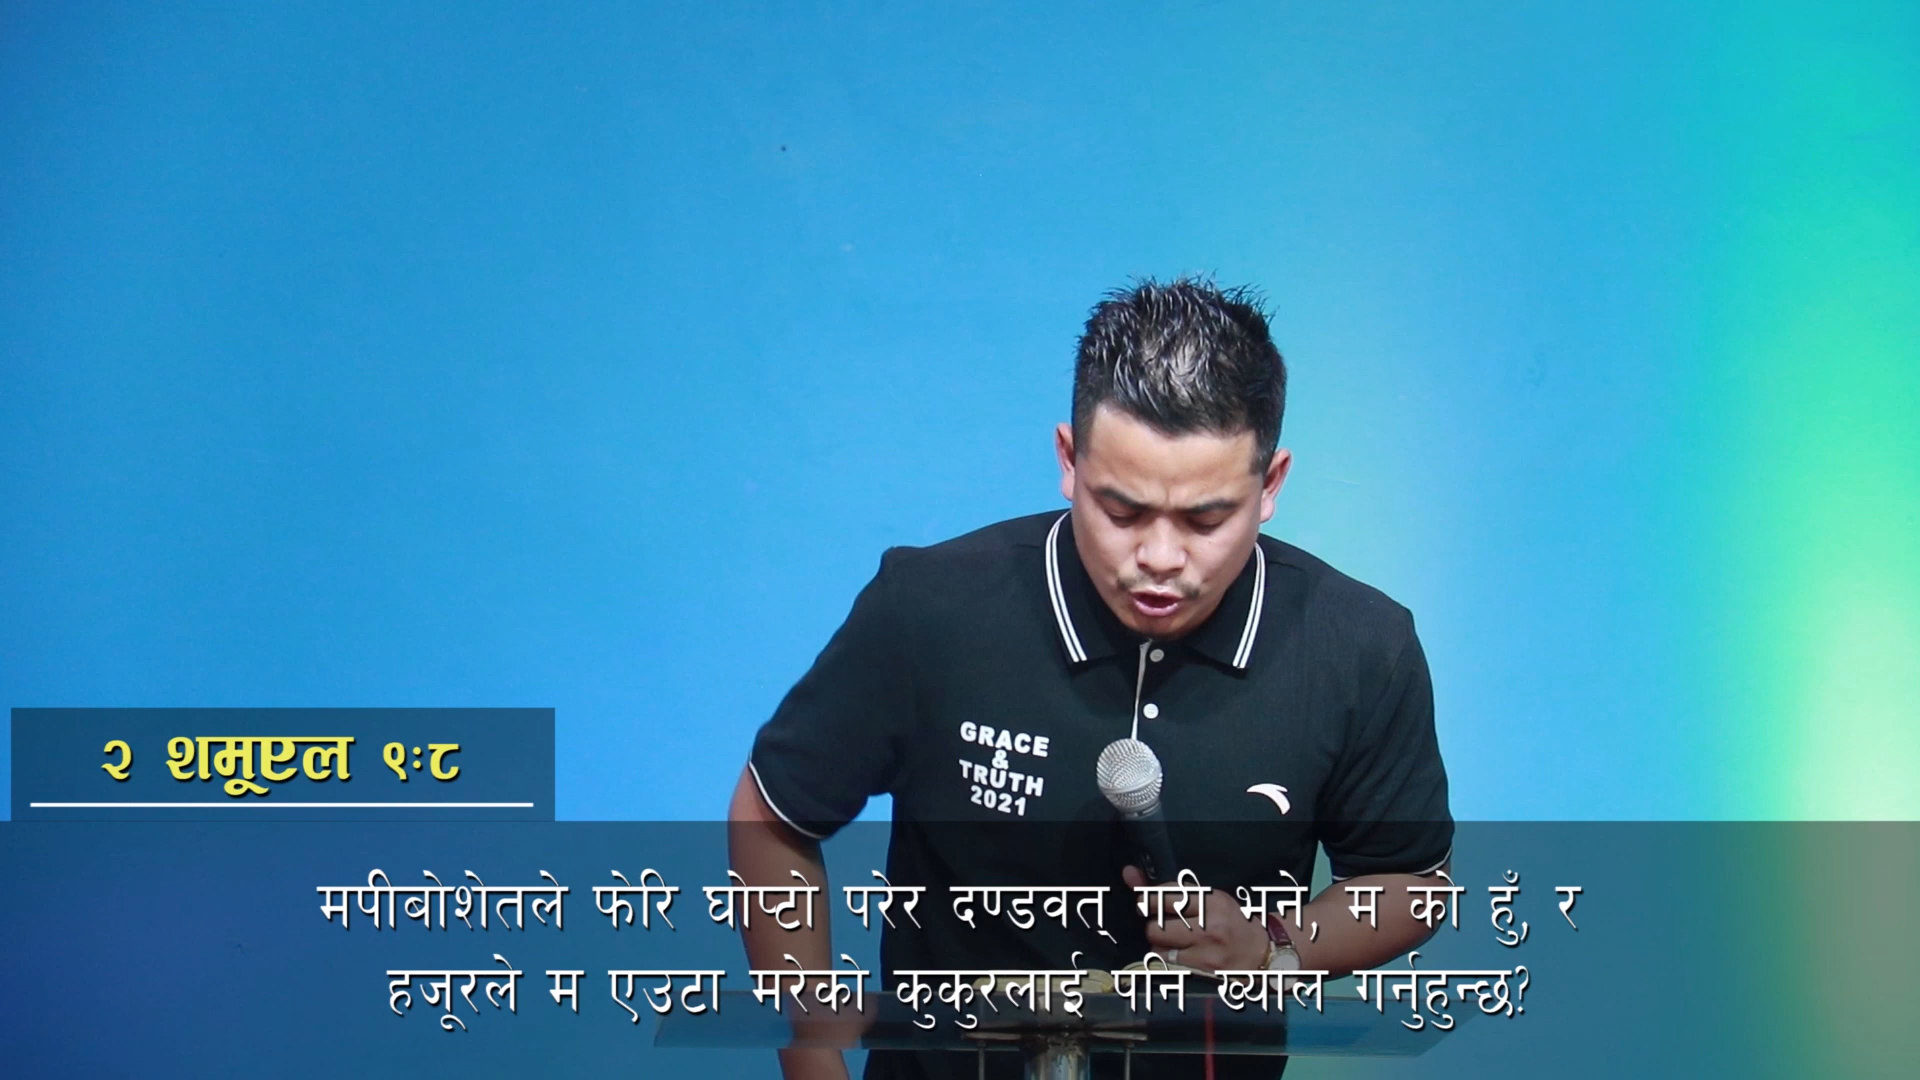 GRACE
&
TRUTH
2021
२ शमूएल ९:८
मपीबोशेतले फेरि घोप्टो परेर दण्डवत् गरी भने, म को हुँ, र
हजूरले म एउटा मरेको कुकुरलाई पनि ख्याल गर्नुहुन्छ?